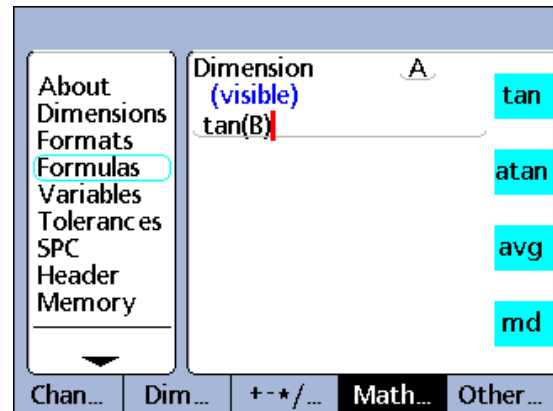 About
Dimensions
Formats
Formulas
Variables
Tolerances
SPC
Header
Memory
Dimension A
(visible)
tan(B)
tan
atan
avg
md
Chan... Dim... +-*/... Math... Other...